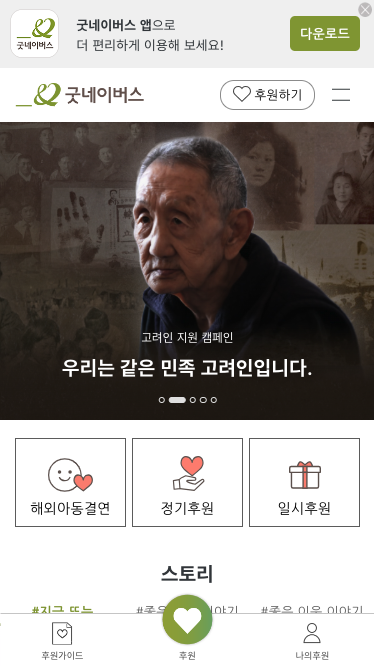 굿네이버스
굿네이버스 앱으로
더 편리하게 이용해 보세요!
다운로드
굿네이버스
후원하기
고려인 지원 캠페인
우리는 같은 민족 고려인입니다.
해외아동결연
정기후원
일시후원
스토리
#지금 뜨는
#좋은 이야기
#좋은 이웃 이야기
후원가이드
후원
나의후원